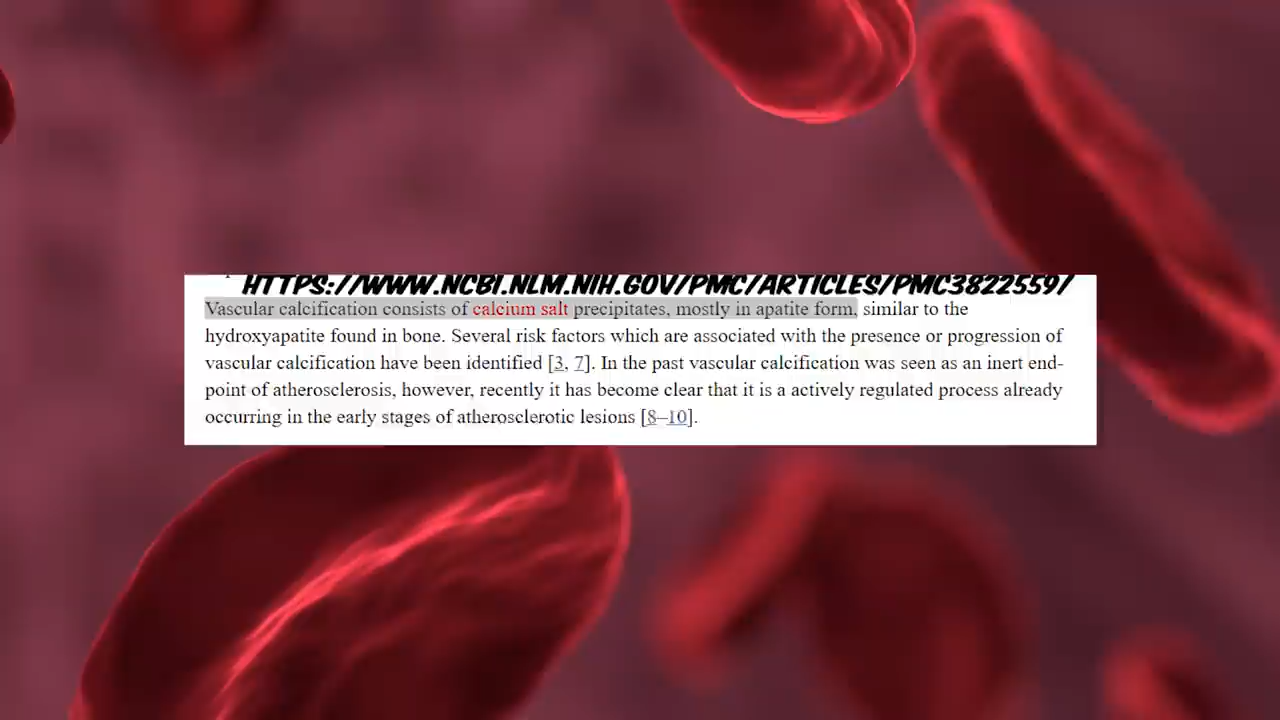 HTTPS://WWW.NCBI.NLM.NIH.GOV/PMC/ARTICLES/PMC3822559/
Vascular calcification consists of calcium salt precipitates, mostly in apatite form, similar to the
hydroxyapatite found in bone. Several risk factors which are associated with the presence or progression of
vascular calcification have been identified [3, 7]. In the past vascular calcification was seen as an inert end-
point of atherosclerosis, however, recently it has become clear that it is a actively regulated process already
occurring in the early stages of atherosclerotic lesions [8–10].